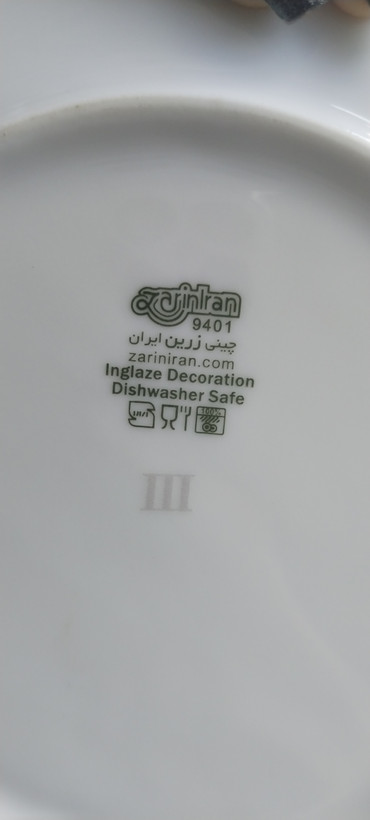 zarinIran
9401
چینی زرین ایران
zariniran.com
Inglaze Decoration
Dishwasher Safe
100%
III